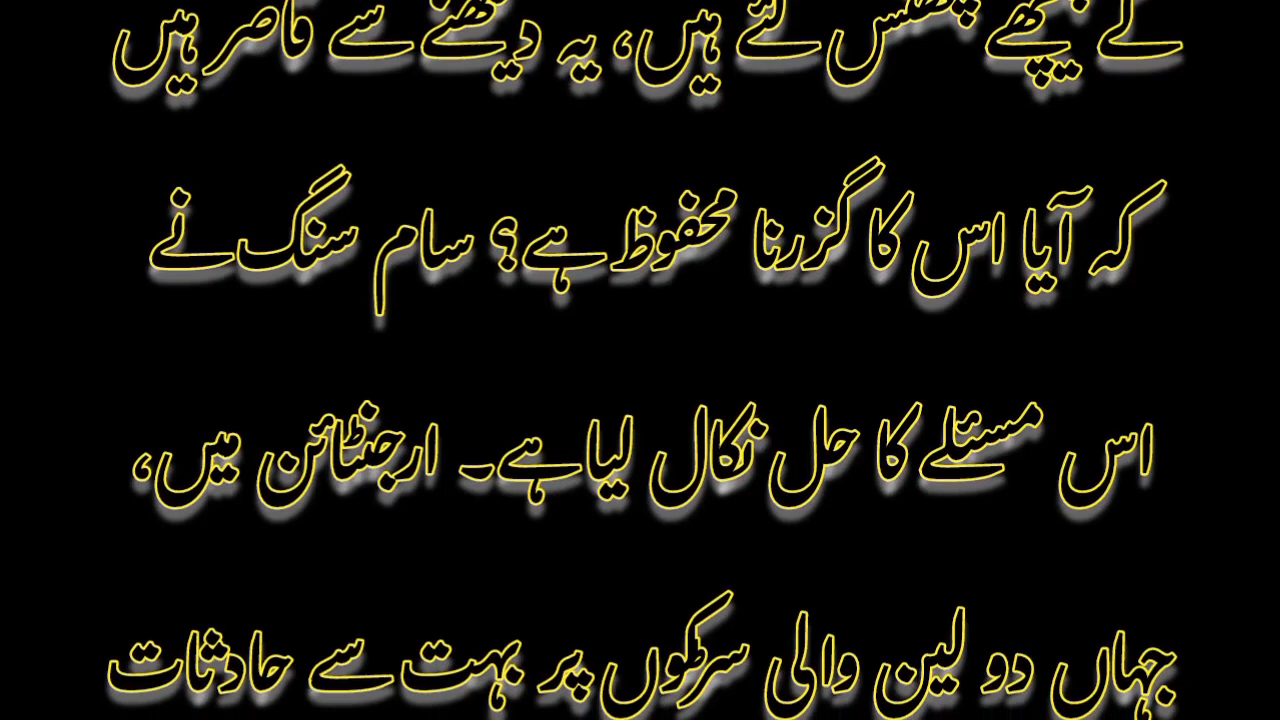 کے پیچھے پھنس گئے ہیں، یہ دیکھنے سے قاصر ہیں
کہ آیا اس کا گزرنا محفوظ ہے؟ سام سنگ نے
اس مسئلے کا حل نکال لیا ہے۔ ارجنٹائن میں،
جہاں دو لین والی سڑکوں پر بہت سے حادثات